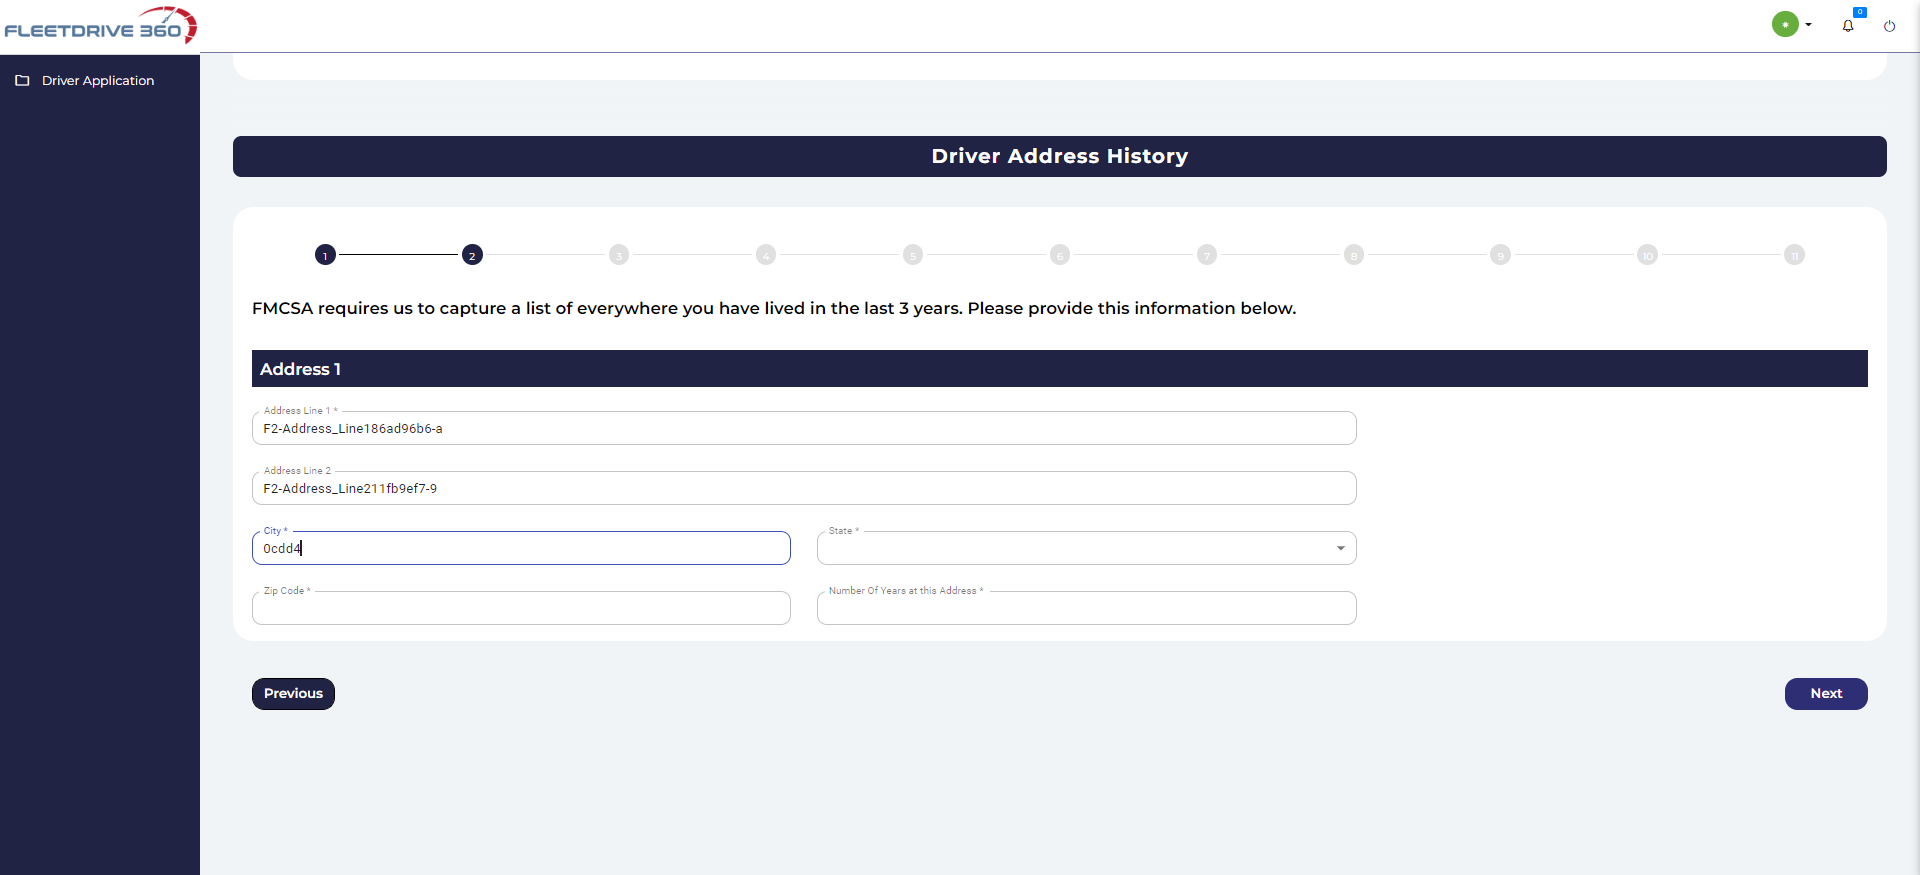 FLEETDRIVE 360
0
Driver Application
Driver Address History
1 2 3 4 5 6 7 8 9 10 11
FMCSA requires us to capture a list of everywhere you have lived in the last 3 years. Please provide this information below.
Address 1
Address Line 1 *
F2-Address_Line186ad96b6-a
Address Line 2
F2-Address_Line211fb9ef7-9
City * State *
0cdd4
Zip Code * Number Of Years at this Address *
Previous Next